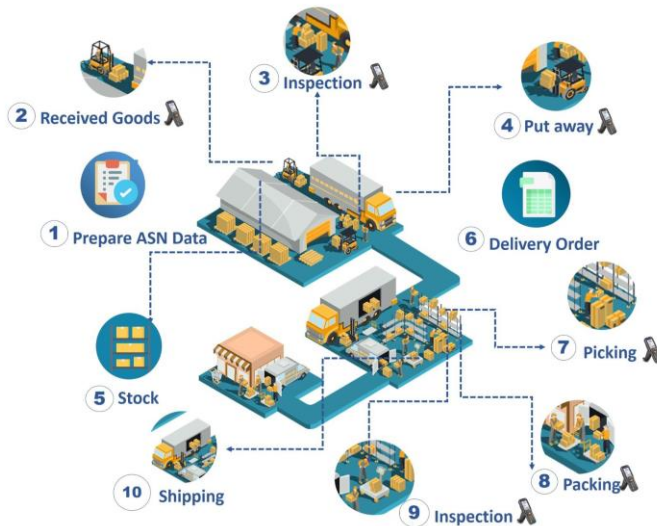 3 Inspection
2 Received Goods
4 Put away
1 Prepare ASN Data
6 Delivery Order
7 Picking
5 Stock
8 Packing
10 Shipping
9 Inspection